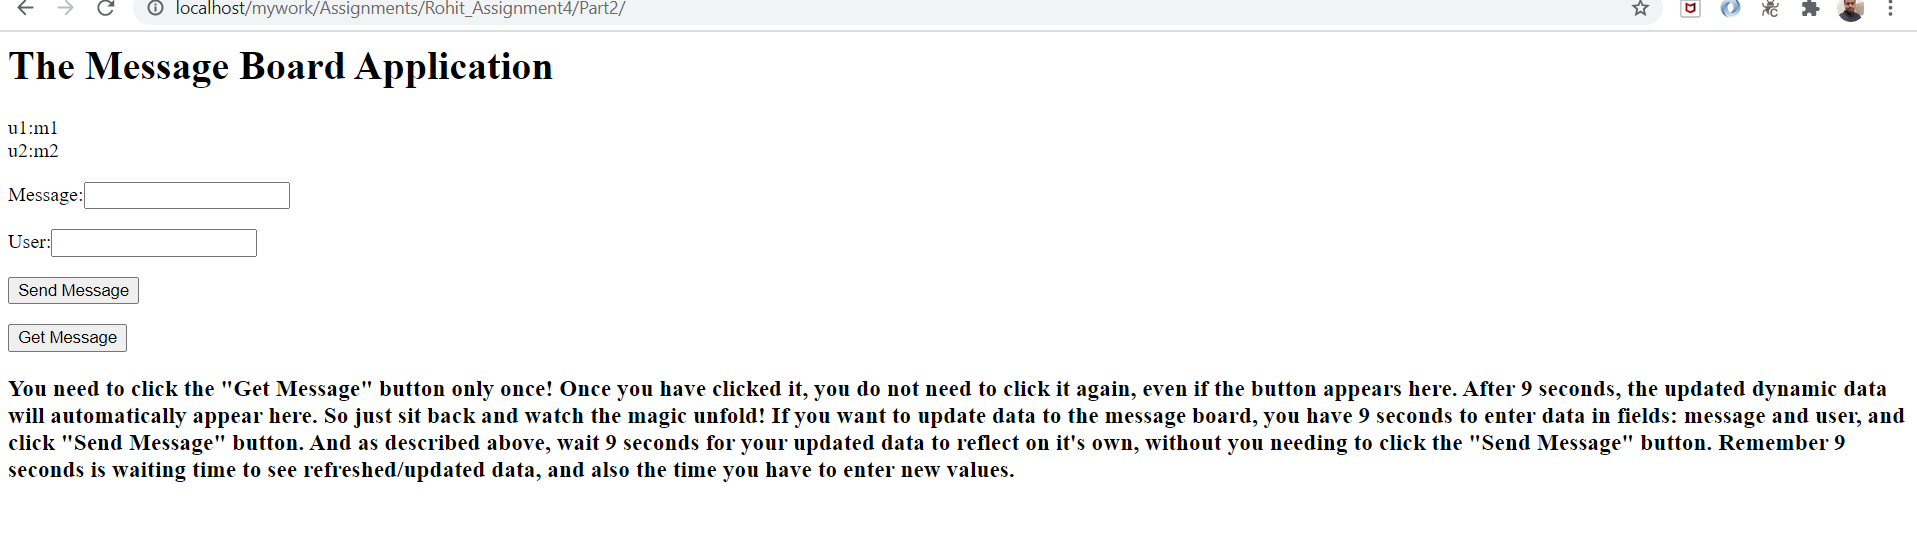 localhost/mywork/Assignments/Rohit_Assignment4/Part2/
The Message Board Application
u1:m1
u2:m2
Message:
User:
Send Message
Get Message
You need to click the "Get Message" button only once! Once you have clicked it, you do not need to click it again, even if the button appears here. After 9 seconds, the updated dynamic data
will automatically appear here. So just sit back and watch the magic unfold! If you want to update data to the message board, you have 9 seconds to enter data in fields: message and user, and
click "Send Message" button. And as described above, wait 9 seconds for your updated data to reflect on it's own, without you needing to click the "Send Message" button. Remember 9
seconds is waiting time to see refreshed/updated data, and also the time you have to enter new values.